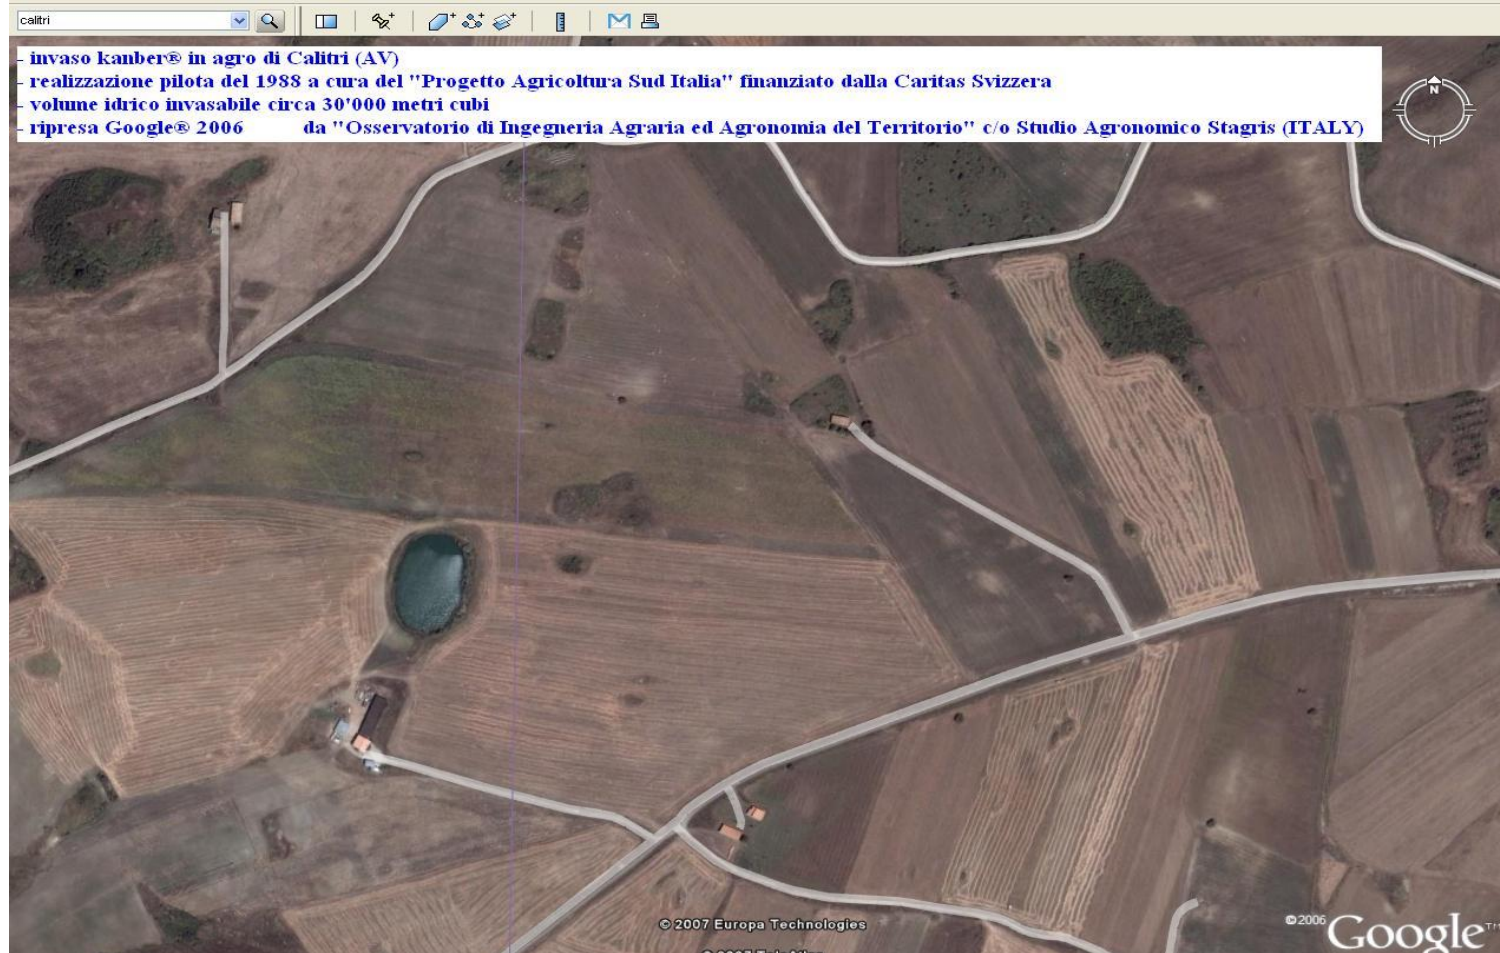 calitri
- invaso kanber® in agro di Calitri (AV)
- realizzazione pilota del 1988 a cura del "Progetto Agricoltura Sud Italia" finanziato dalla Caritas Svizzera
- volume idrico invasabile circa 30'000 metri cubi
- ripresa Google® 2006 da "Osservatorio di Ingegneria Agraria ed Agronomia del Territorio" c/o Studio Agronomico Stagris (ITALY)
N
© 2007 Europa Technologies
©2006 Google™